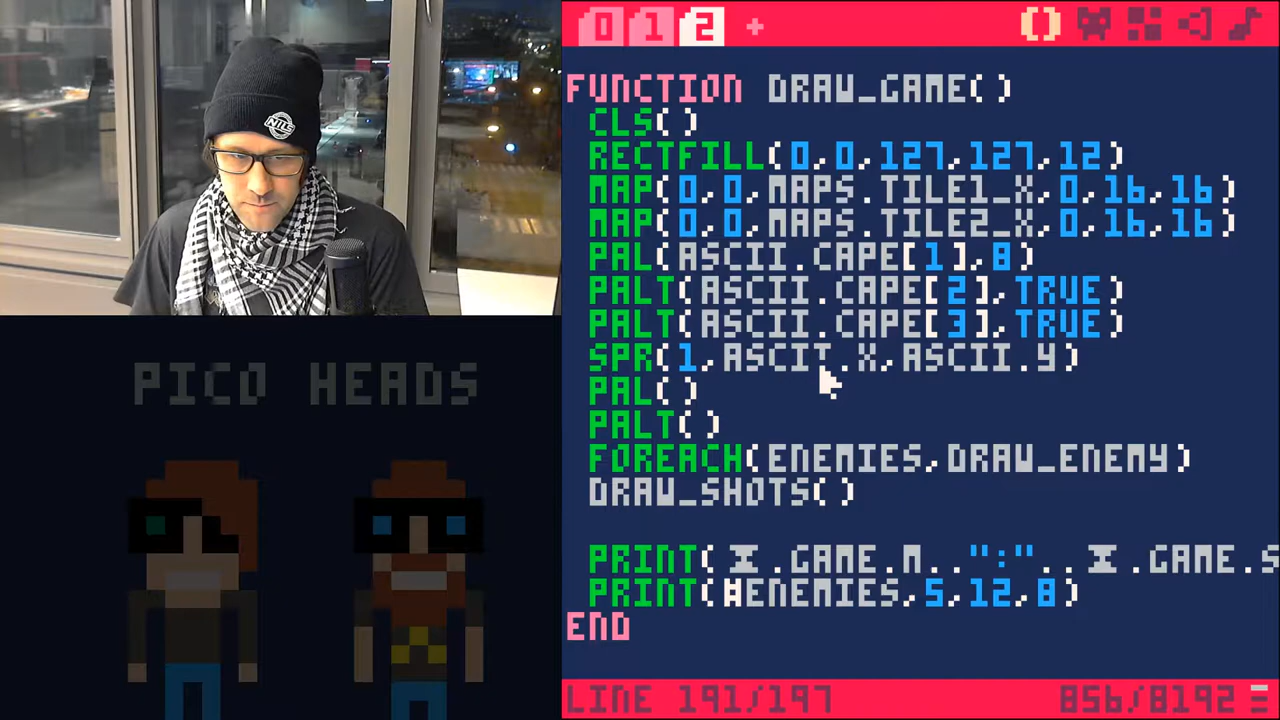 0 1 2 +
NILS
PICO HEADS
FUNCTION DRAW_GAME()
CLS()
RECTFILL(0,0,127,127,12)
MAP(0,0,MAPS.TILE1_X,0,16,16)
MAP(0,0,MAPS.TILE2_X,0,16,16)
PAL(ASCII.CAPE[1],8)
PALT(ASCII.CAPE[2],TRUE)
PALT(ASCII.CAPE[3],TRUE)
SPR(1,ASCII.X,ASCII.Y)
PAL()
PALT()
FOREACH(ENEMIES,DRAW_ENEMY)
DRAW_SHOTS()
PRINT(⧗.GAME.M..":"..⧗.GAME.S
PRINT(#ENEMIES,5,12,8)
END
LINE 191/197 856/8192